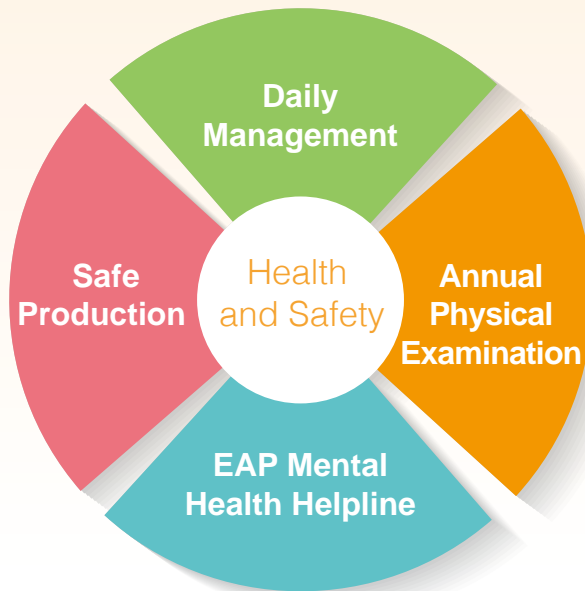 Daily
Management
Safe
Production
Health
and Safety
Annual
Physical
Examination
EAP Mental
Health Helpline